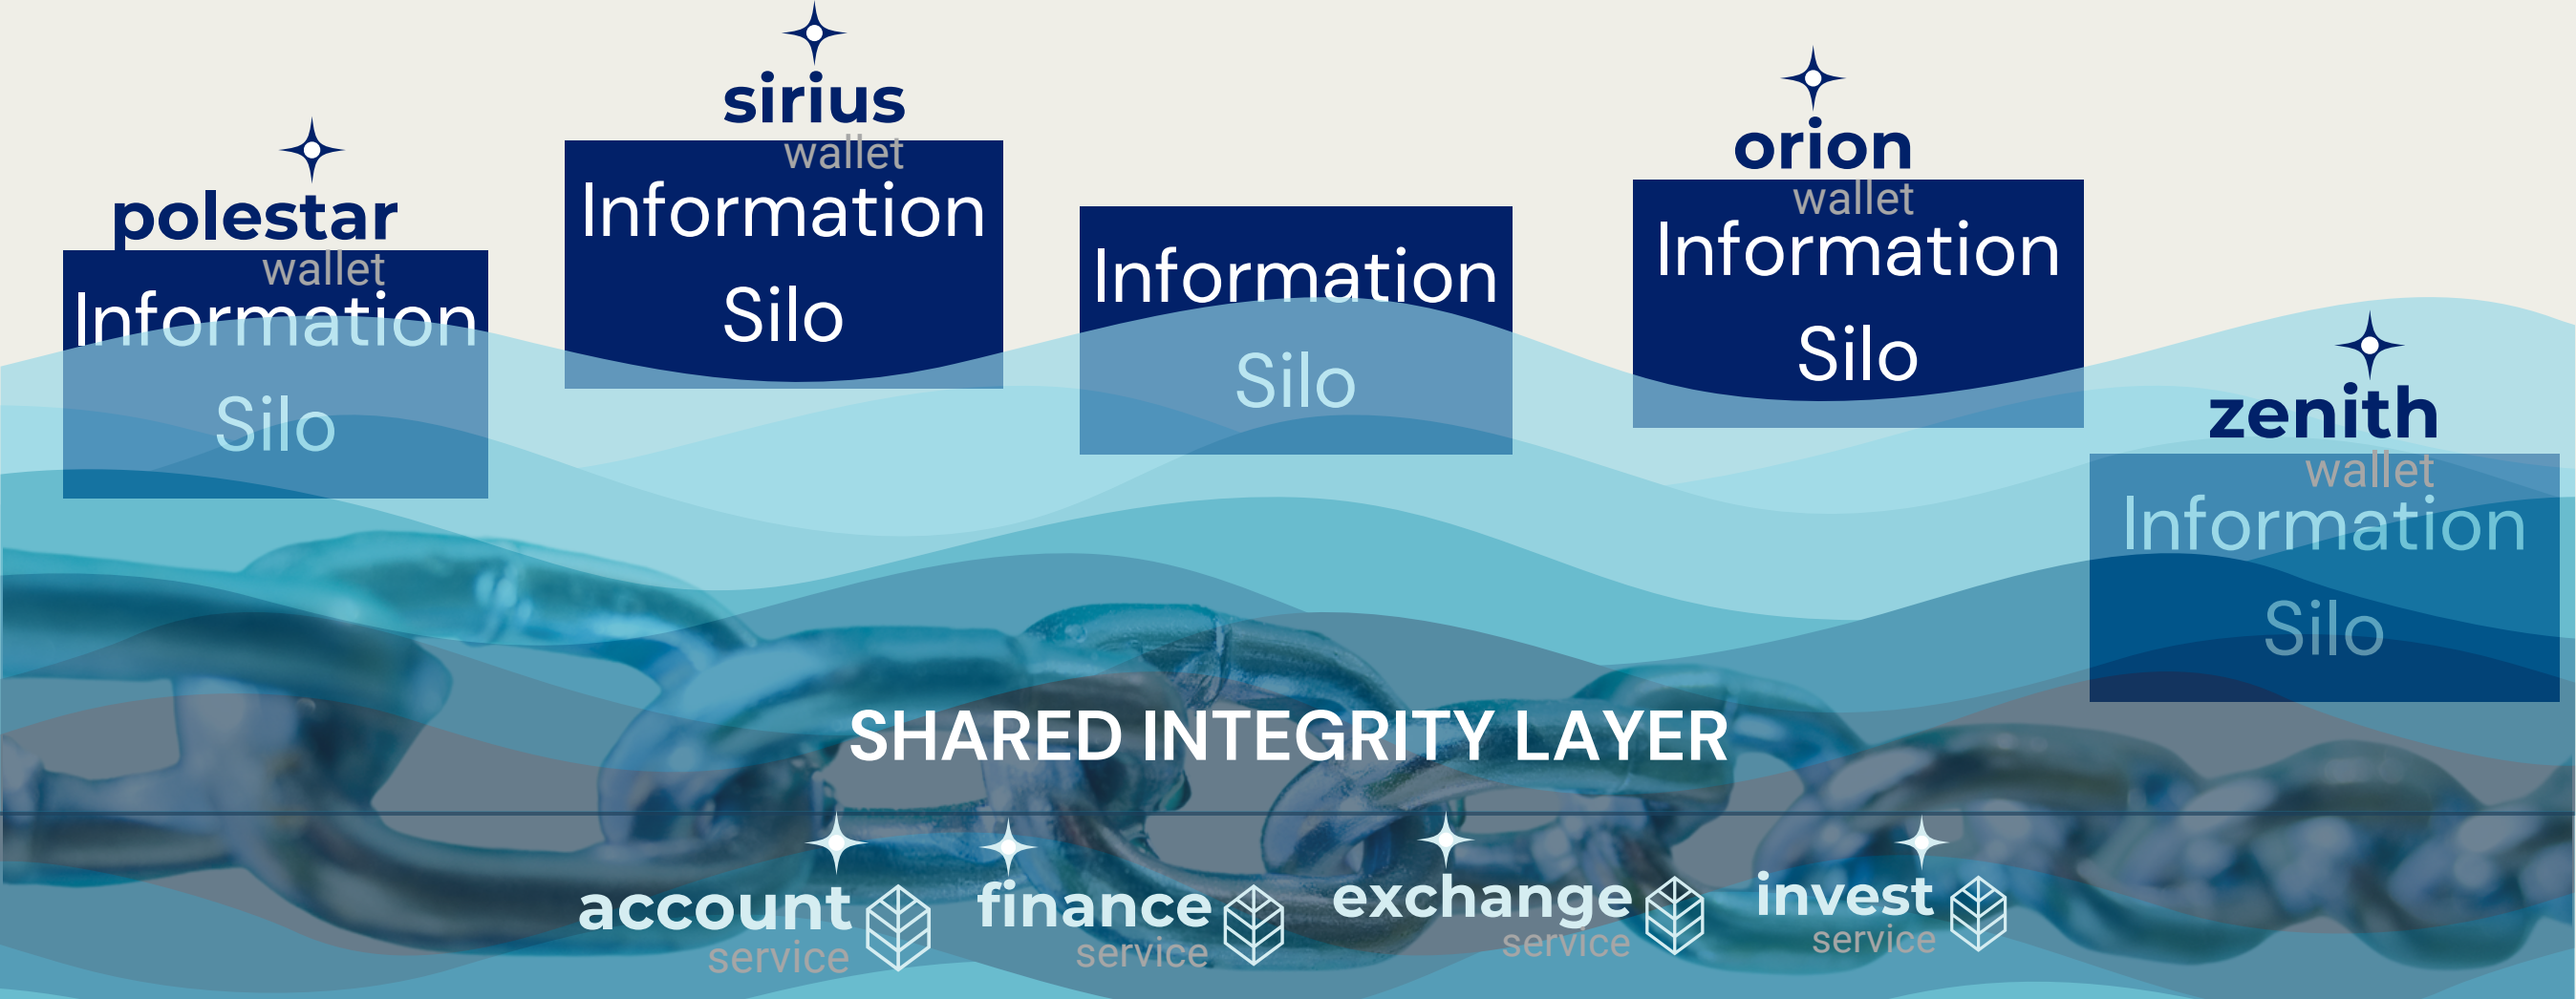 sirius
wallet
Information
Silo
orion
wallet
Information
Silo
polestar
wallet
Information
Silo
Information
Silo
zenith
wallet
Information
Silo
SHARED INTEGRITY LAYER
account
service
finance
service
exchange
service
invest
service